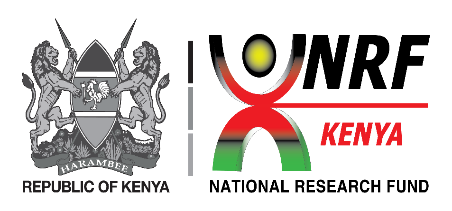 HARAMBEE
REPUBLIC OF KENYA
NRF
KENYA
NATIONAL RESEARCH FUND